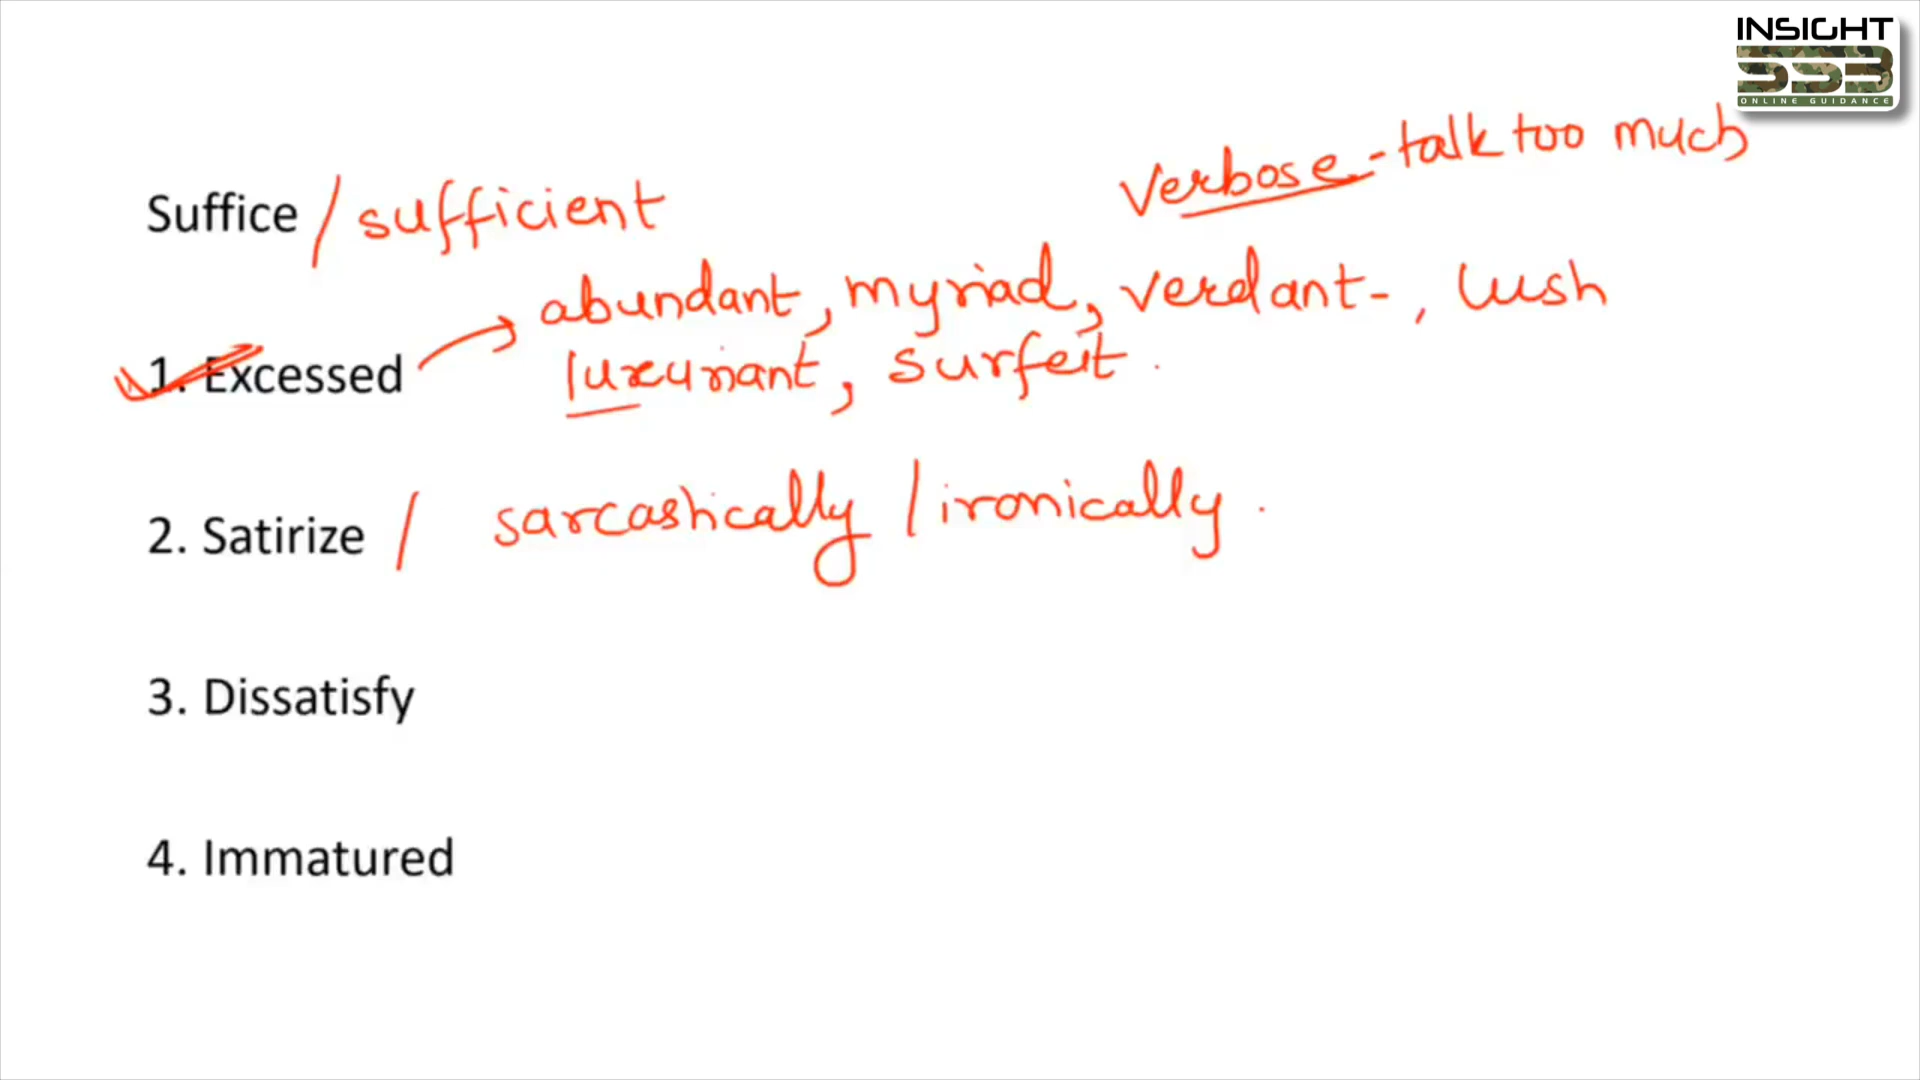 INSIGHT
SSB
ONLINE GUIDANCE
verbose - talk too much
Suffice / sufficient
abundant, myriad, verdant - , lush
1. Excessed
luxuriant, surfeit.
2. Satirize / sarcastically / ironically.
3. Dissatisfy
4. Immatured